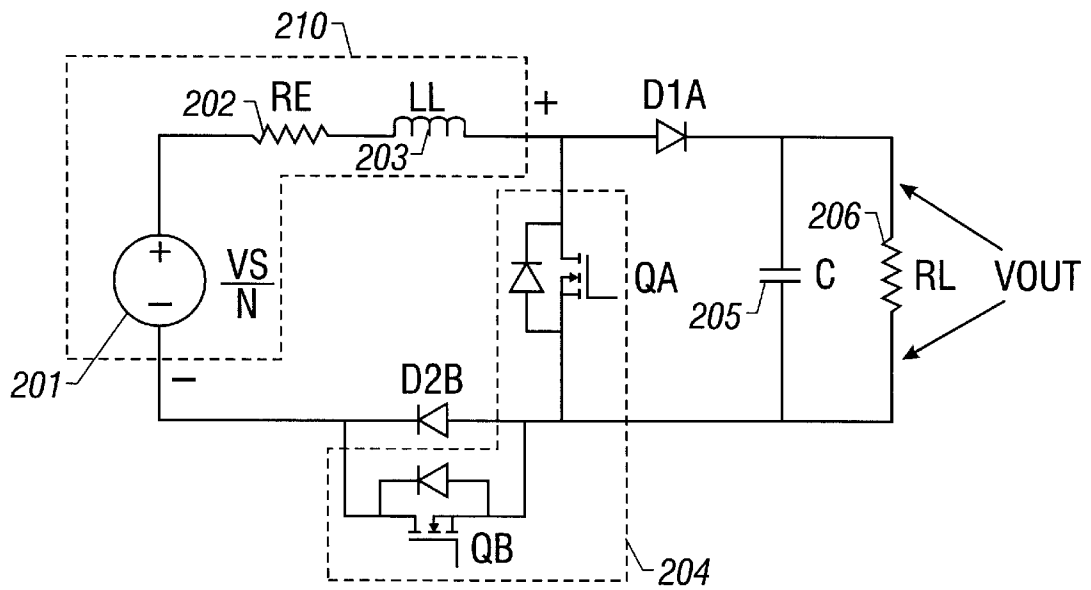 210
202
RE
LL
203
+
D1A
+
−
VS
N
201
−
QA
205
C
206
RL
VOUT
D2B
QB
204